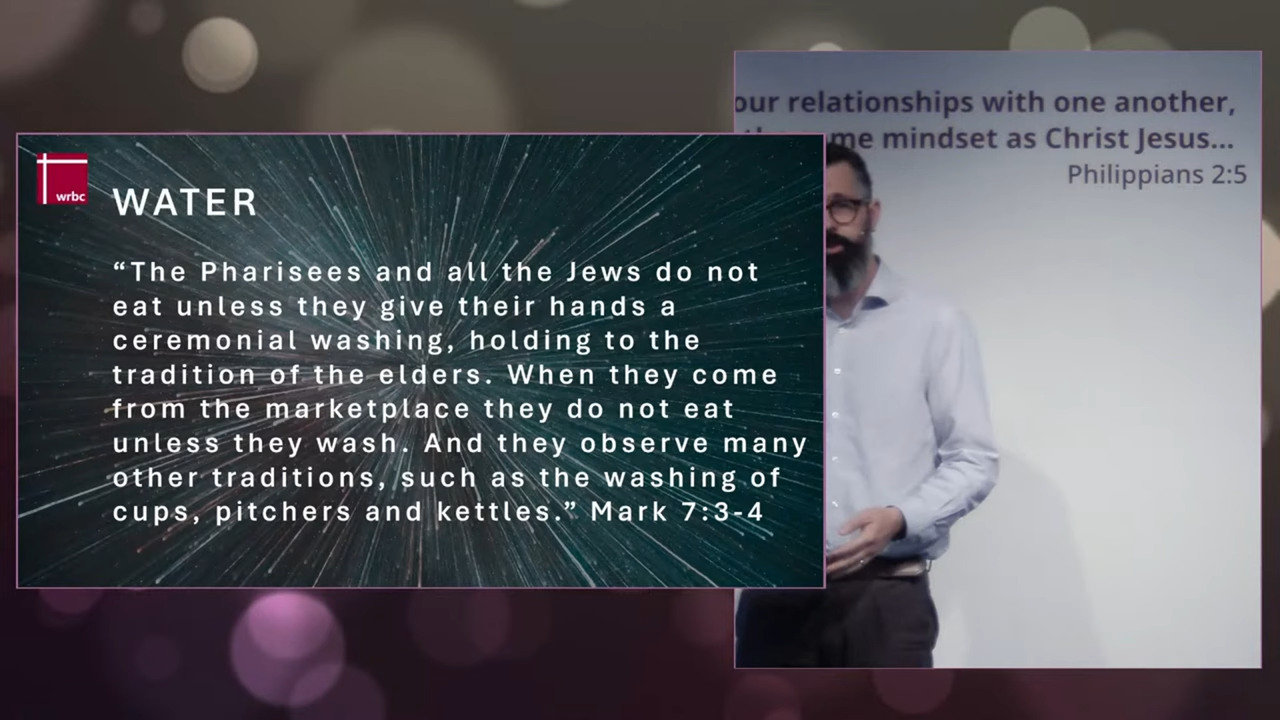 wrbc
WATER
“The Pharisees and all the Jews do not
eat unless they give their hands a
ceremonial washing, holding to the
tradition of the elders. When they come
from the marketplace they do not eat
unless they wash. And they observe many
other traditions, such as the washing of
cups, pitchers and kettles.” Mark 7:3-4
our relationships with one another,
me mindset as Christ Jesus...
Philippians 2:5